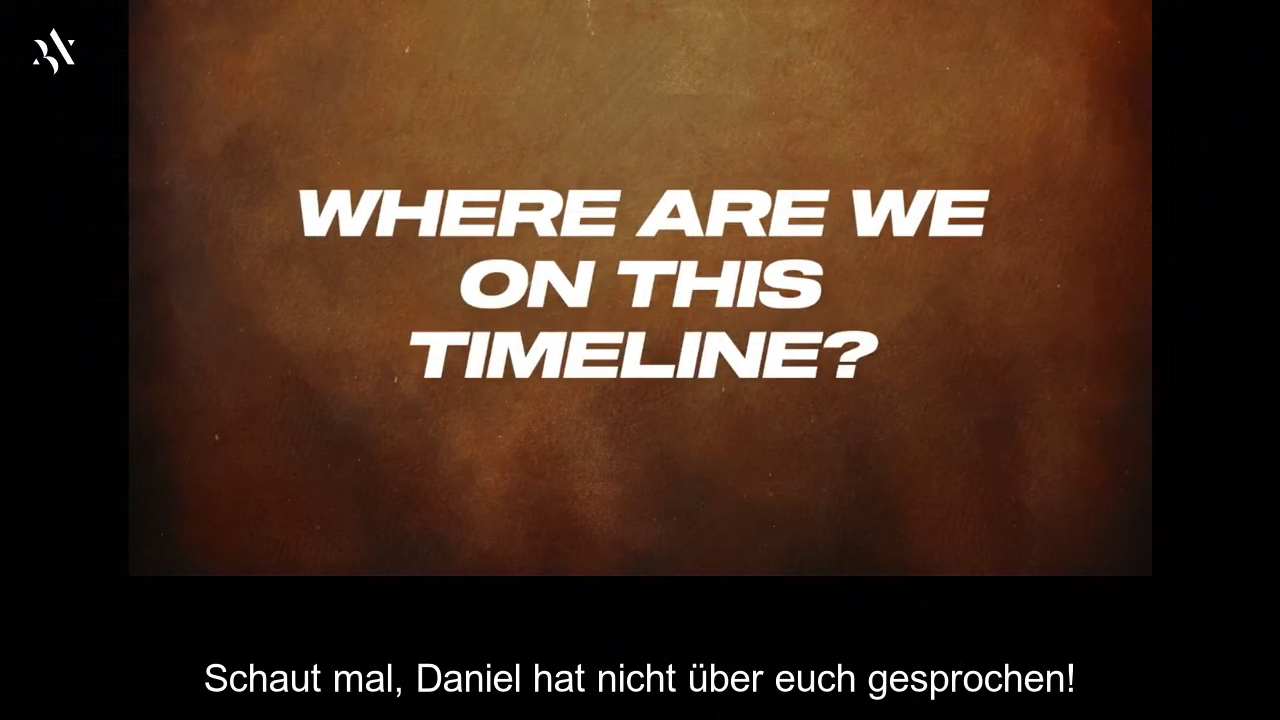 WHERE ARE WE
ON THIS
TIMELINE?
Schaut mal, Daniel hat nicht über euch gesprochen!